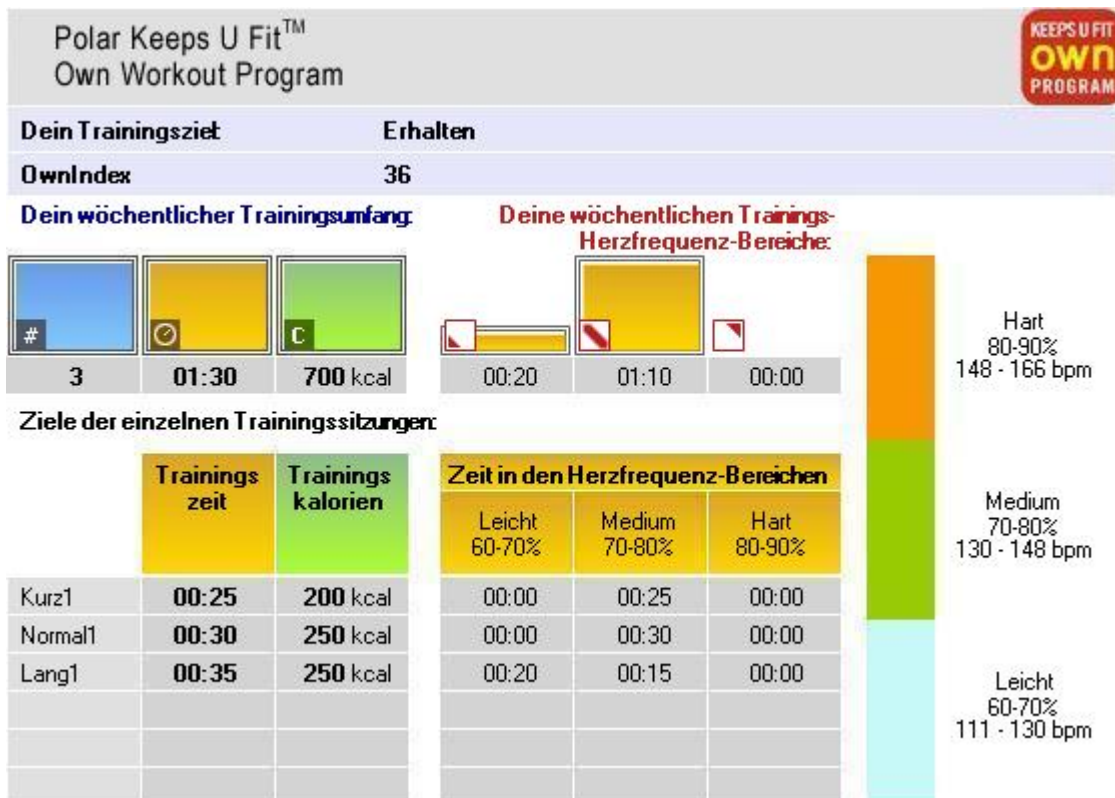 Polar Keeps U Fit™
Own Workout Program
KEEPS U FIT
own
PROGRAM
Dein Trainingsziel: Erhalten
OwnIndex 36
Dein wöchentlicher Trainingsumfang:
Deine wöchentlichen Trainings-
Herzfrequenz-Bereiche:
#
C
3 01:30 700 kcal 00:20 01:10 00:00
Ziele der einzelnen Trainingssitzungen:
Trainings
zeit
Trainings
kalorien
Zeit in den Herzfrequenz-Bereichen
Leicht
60-70%
Medium
70-80%
Hart
80-90%
Kurz1 00:25 200 kcal 00:00 00:25 00:00
Normal1 00:30 250 kcal 00:00 00:30 00:00
Lang1 00:35 250 kcal 00:20 00:15 00:00
Hart
80-90%
148 - 166 bpm
Medium
70-80%
130 - 148 bpm
Leicht
60-70%
111 - 130 bpm